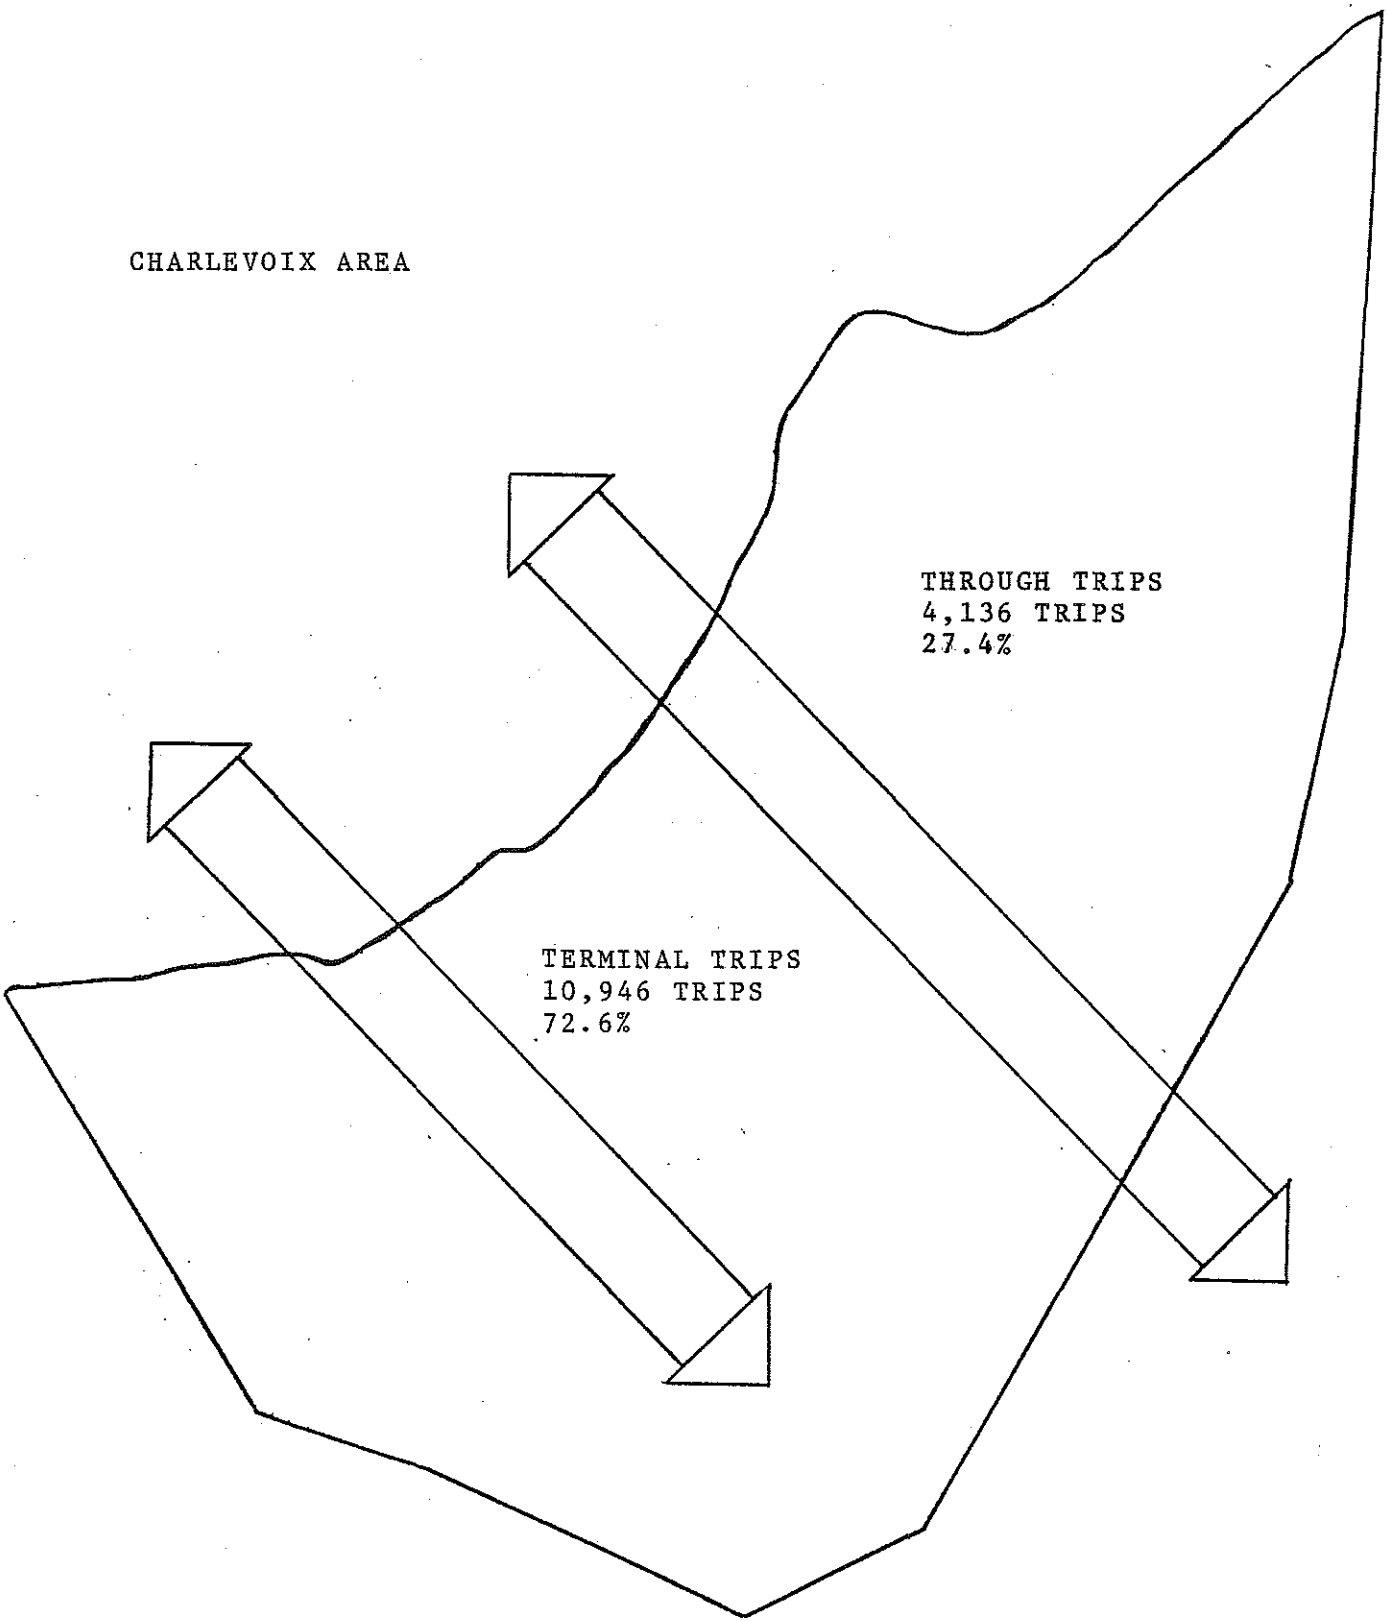 CHARLEVOIX AREA
THROUGH TRIPS
4,136 TRIPS
27.4%
TERMINAL TRIPS
10,946 TRIPS
72.6%